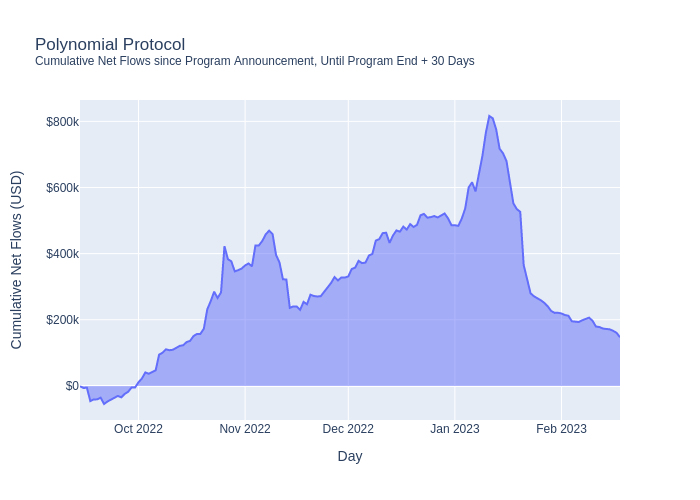 Polynomial Protocol
Cumulative Net Flows since Program Announcement, Until Program End + 30 Days
Cumulative Net Flows (USD)
$800k
$600k
$400k
$200k
$0
Oct 2022
Nov 2022
Dec 2022
Jan 2023
Feb 2023
Day